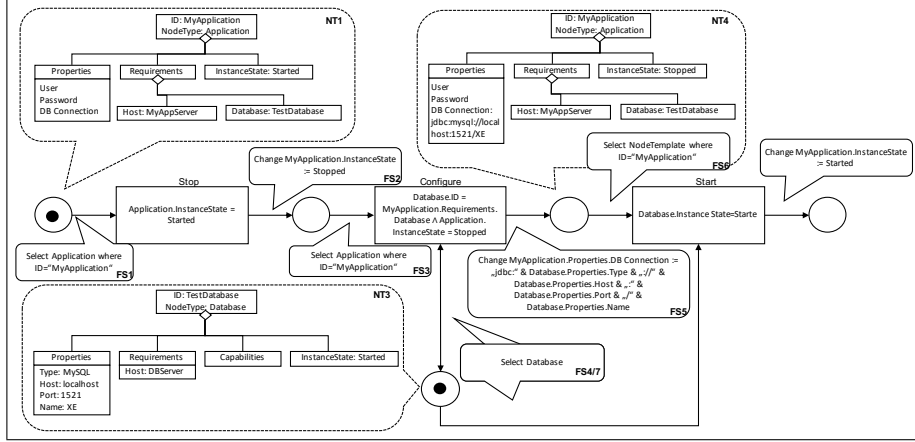 NT1
ID: MyApplication
NodeType: Application
Properties
Requirements
InstanceState: Started
User
Password
DB Connection
Host: MyAppServer
Database: TestDatabase
NT4
ID: MyApplication
NodeType: Application
Properties
Requirements
InstanceState: Stopped
User
Password
DB Connection:
jdbc:mysql://local
host:1521/XE
Host: MyAppServer
Database: TestDatabase
Change MyApplication.InstanceState
:= Stopped
FS2
Select NodeTemplate where
ID="MyApplication"
FS6
Change MyApplication.InstanceState
:= Started
Stop
Application.InstanceState =
Started
Configure
Database.ID =
MyApplication.Requirements.
Database ∧ Application.
InstanceState = Stopped
Start
Database.Instance State=Starte
Select Application where
ID="MyApplication"
FS1
Select Application where
ID="MyApplication"
FS3
Change MyApplication.Properties.DB Connection :=
„jdbc:“ & Database.Properties.Type & „://“ &
Database.Properties.Host & „:“ &
Database.Properties.Port & „/“ &
Database.Properties.Name
FS5
NT3
ID: TestDatabase
NodeType: Database
Properties
Requirements
Capabilities
InstanceState: Started
Type: MySQL
Host: localhost
Port: 1521
Name: XE
Host: DBServer
Select Database
FS4/7